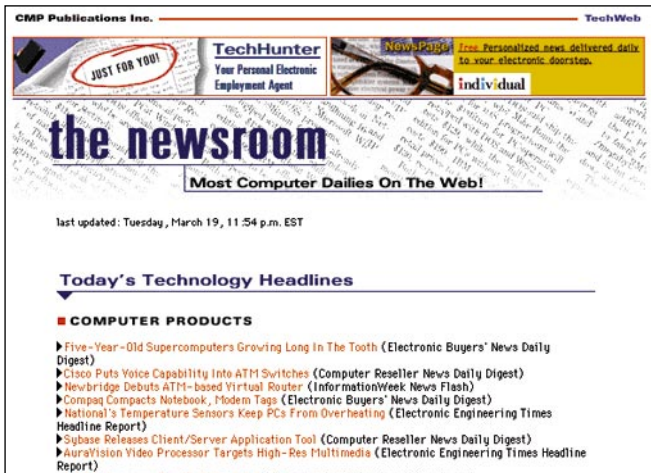 CMP Publications Inc.
TechWeb
JUST FOR YOU!
TechHunter
Your Personal Electronic
Employment Agent
NewsPage
Free Personalized news delivered daily
to your electronic doorstep.
individual
the newsroom
Most Computer Dailies On The Web!
last updated: Tuesday, March 19, 11:54 p.m. EST
Today's Technology Headlines
COMPUTER PRODUCTS
Five-Year-Old Supercomputers Growing Long In The Tooth (Electronic Buyers' News Daily
Digest)
Cisco Puts Voice Capability Into ATM Switches (Computer Reseller News Daily Digest)
Newbridge Debuts ATM-based Virtual Router (InformationWeek News Flash)
Compaq Compacts Notebook, Modem Tags (Electronic Buyers' News Daily Digest)
National's Temperature Sensors Keep PCs From Overheating (Electronic Engineering Times
Headline Report)
Sybase Releases Client/Server Application Tool (Computer Reseller News Daily Digest)
AuraVision Video Processor Targets High-Res Multimedia (Electronic Engineering Times Headline
Report)